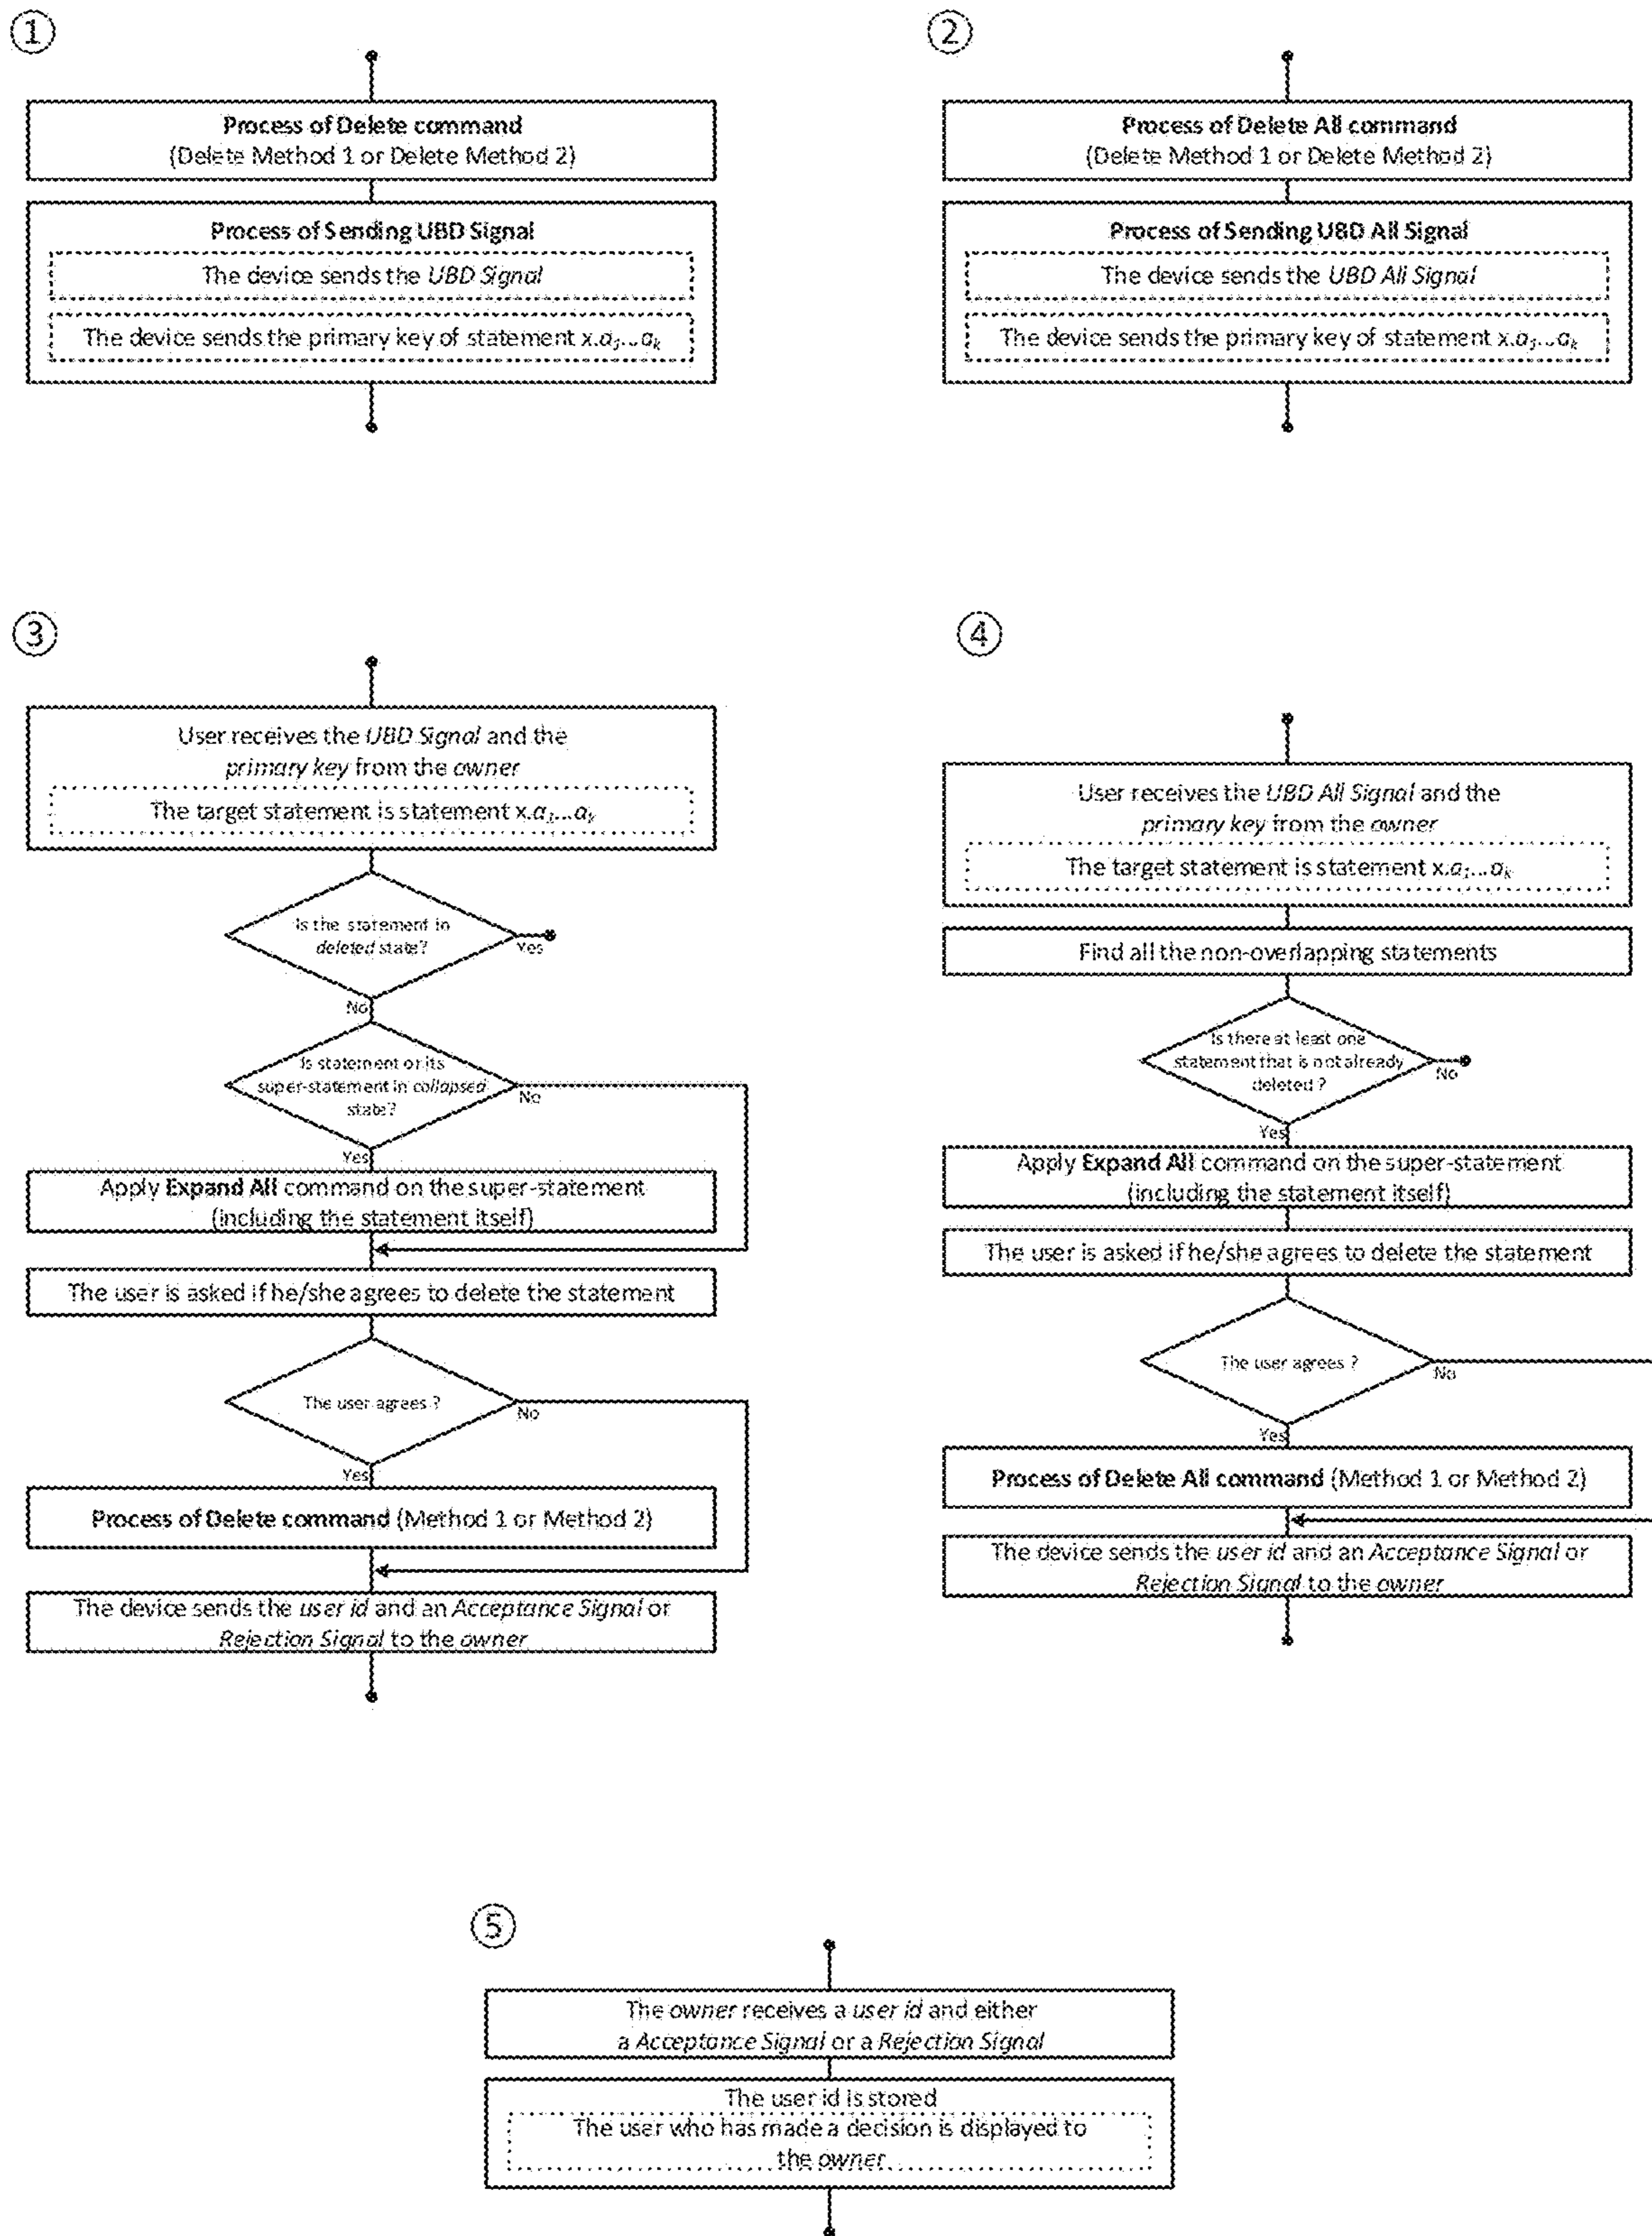 ①
Process of Delete command
(Delete Method 1 or Delete Method 2)
Process of Sending UBD Signal
The device sends the UBD Signal
The device sends the primary key of statement x.a₁...aₖ
②
Process of Delete All command
(Delete Method 1 or Delete Method 2)
Process of Sending UBD All Signal
The device sends the UBD All Signal
The device sends the primary key of statement x.a₁...aₖ
③
User receives the UBD Signal and the
primary key from the owner
The target statement is statement x.a₁...aₖ
Is the statement in
deleted state?
Yes
No
Is statement or its
super-statement in collapsed
state?
No
Yes
Apply Expand All command on the super-statement
(including the statement itself)
The user is asked if he/she agrees to delete the statement
The user agrees ?
No
Yes
Process of Delete command (Method 1 or Method 2)
The device sends the user id and an Acceptance Signal or
Rejection Signal to the owner
④
User receives the UBD All Signal and the
primary key from the owner
The target statement is statement x.a₁...aₖ
Find all the non-overlapping statements
Is there at least one
statement that is not already
deleted ?
No
Yes
Apply Expand All command on the super-statement
(including the statement itself)
The user is asked if he/she agrees to delete the statement
The user agrees ?
No
Yes
Process of Delete All command (Method 1 or Method 2)
The device sends the user id and an Acceptance Signal or
Rejection Signal to the owner
⑤
The owner receives a user id and either
a Acceptance Signal or a Rejection Signal
The user id is stored
The user who has made a decision is displayed to
the owner